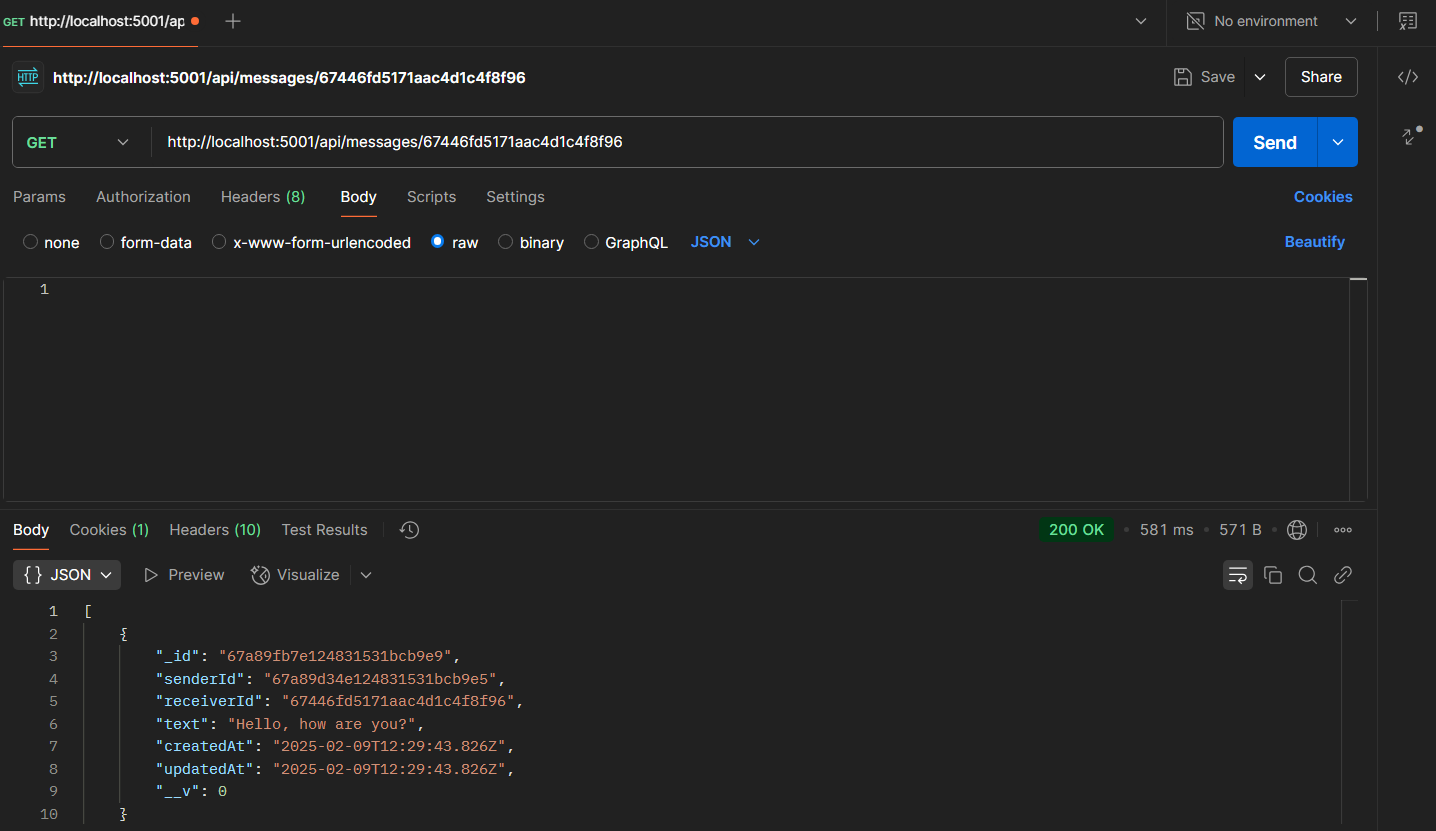 GET http://localhost:5001/ap
No environment
HTTP http://localhost:5001/api/messages/67446fd5171aac4d1c4f8f96
Save
Share
GET http://localhost:5001/api/messages/67446fd5171aac4d1c4f8f96
Send
Params Authorization Headers (8) Body Scripts Settings Cookies
none form-data x-www-form-urlencoded raw binary GraphQL JSON Beautify
1
Body Cookies (1) Headers (10) Test Results 200 OK 581 ms 571 B
{} JSON Preview Visualize
1 [
2 {
3 "_id": "67a89fb7e124831531bcb9e9",
4 "senderId": "67a89d34e124831531bcb9e5",
5 "receiverId": "67446fd5171aac4d1c4f8f96",
6 "text": "Hello, how are you?",
7 "createdAt": "2025-02-09T12:29:43.826Z",
8 "updatedAt": "2025-02-09T12:29:43.826Z",
9 "__v": 0
10 }